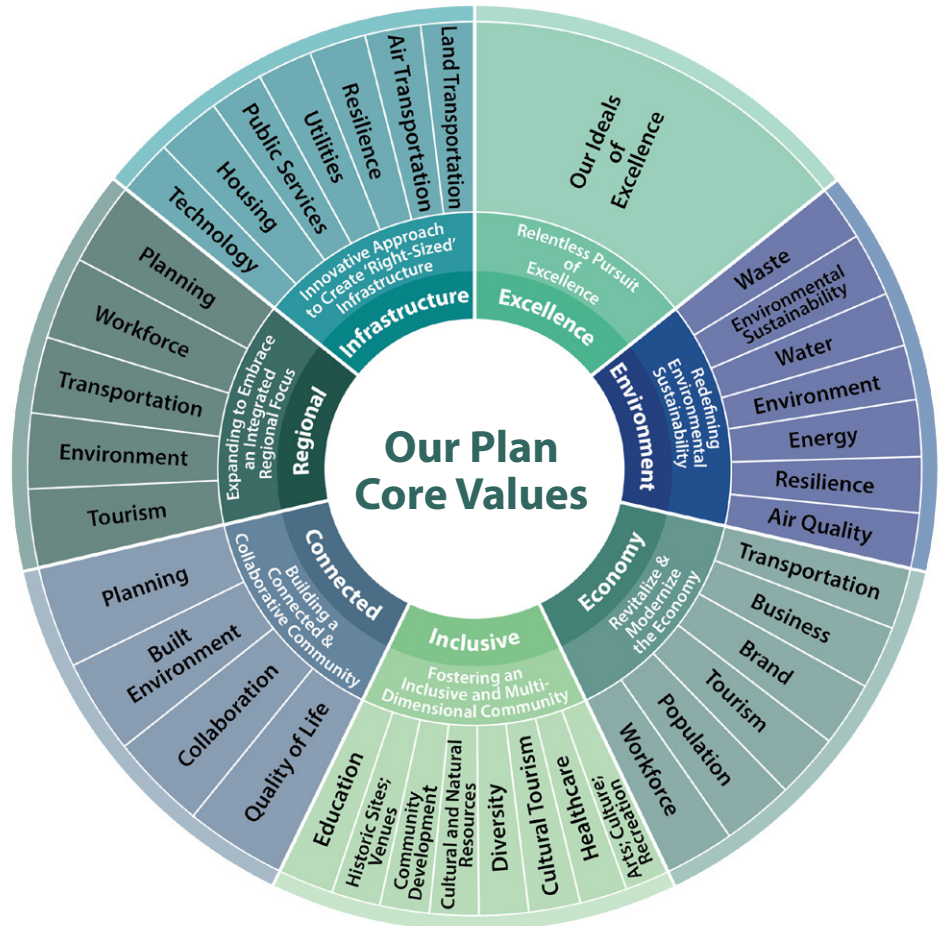 Our Plan
Core Values
Excellence
Relentless Pursuit
of
Excellence
Our Ideals
of
Excellence
Environment
Redefining
Environmental
Sustainability
Waste
Environmental
Sustainability
Water
Environment
Energy
Resilience
Air Quality
Economy
Revitalize &
Modernize
the Economy
Transportation
Business
Brand
Tourism
Population
Workforce
Inclusive
Fostering an
Inclusive and Multi-
Dimensional Community
Arts; Culture;
Recreation
Healthcare
Cultural Tourism
Diversity
Cultural and Natural
Resources
Community
Development
Historic Sites;
Venues
Education
Connected
Building a
Connected &
Collaborative Community
Quality of Life
Collaboration
Built
Environment
Planning
Regional
Expanding to Embrace
an Integrated
Regional Focus
Tourism
Environment
Transportation
Workforce
Planning
Infrastructure
Innovative Approach
to Create 'Right-Sized'
Infrastructure
Technology
Housing
Public Services
Utilities
Resilience
Air Transportation
Land Transportation